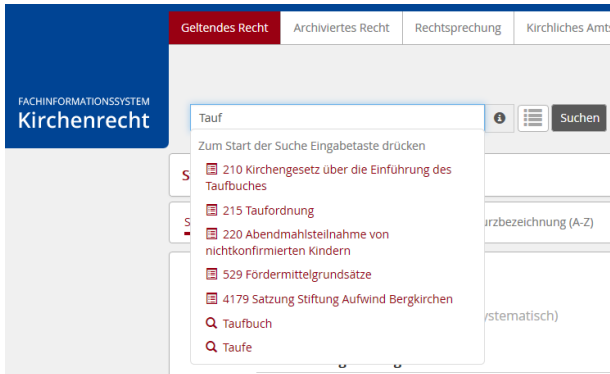 Geltendes Recht
Archiviertes Recht
Rechtsprechung
Kirchliches Amts
FACHINFORMATIONSSYSTEM
Kirchenrecht
Tauf
Suchen
Zum Start der Suche Eingabetaste drücken
210 Kirchengesetz über die Einführung des
Taufbuches
215 Taufordnung
220 Abendmahlsteilnahme von
nichtkonfirmierten Kindern
529 Fördermittelgrundsätze
4179 Satzung Stiftung Aufwind Bergkirchen
Taufbuch
Taufe
S
S
urzbezeichnung (A-Z)
ystematisch)